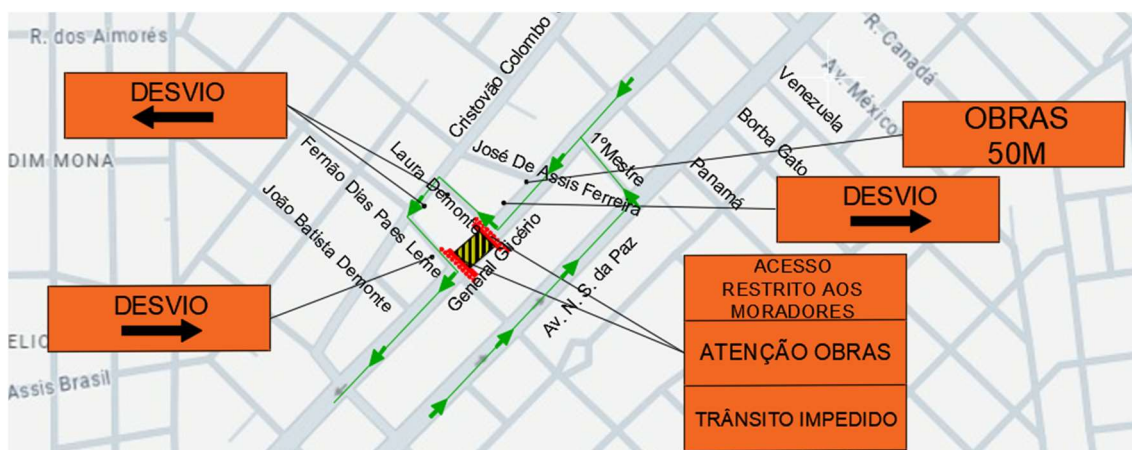 R. dos Aimorés
DESVIO
Cristovão Colombo
R. Canadá
Av. México
Venezuela
OBRAS
50M
DIM MONA
Fernão Dias Paes Leme
Laura Demonte
José De Assis Ferreira
1ºMestre
Borba Gato
Panamá
João Batista Demonte
DESVIO
General Glicério
Av. N. S. da Paz
DESVIO
ACESSO
RESTRITO AOS
MORADORES
ATENÇÃO OBRAS
TRÂNSITO IMPEDIDO
ELIC
Assis Brasil